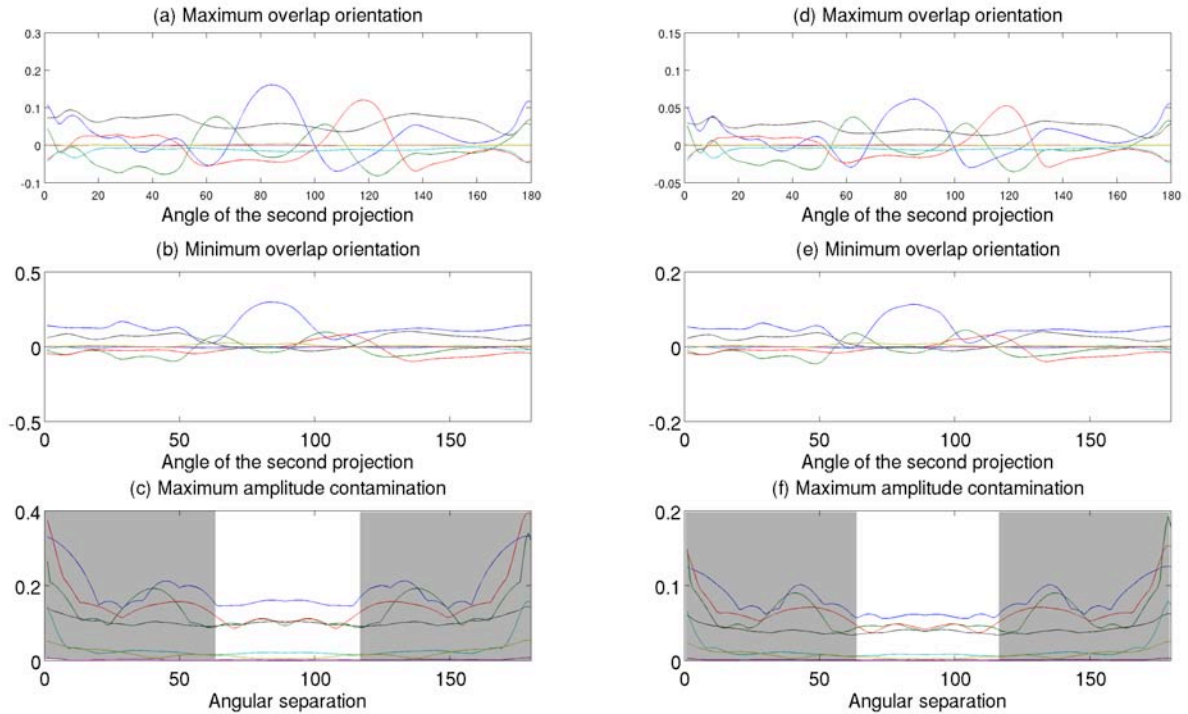 (a) Maximum overlap orientation
0.3
0.2
0.1
0
-0.1
0 20 40 60 80 100 120 140 160 180
Angle of the second projection
(d) Maximum overlap orientation
0.15
0.1
0.05
0
-0.05
0 20 40 60 80 100 120 140 160 180
Angle of the second projection
(b) Minimum overlap orientation
0.5
0
-0.5
0 50 100 150
Angle of the second projection
(e) Minimum overlap orientation
0.2
0
-0.2
0 50 100 150
Angle of the second projection
(c) Maximum amplitude contamination
0.4
0.2
0
0 50 100 150
Angular separation
(f) Maximum amplitude contamination
0.2
0.1
0
0 50 100 150
Angular separation